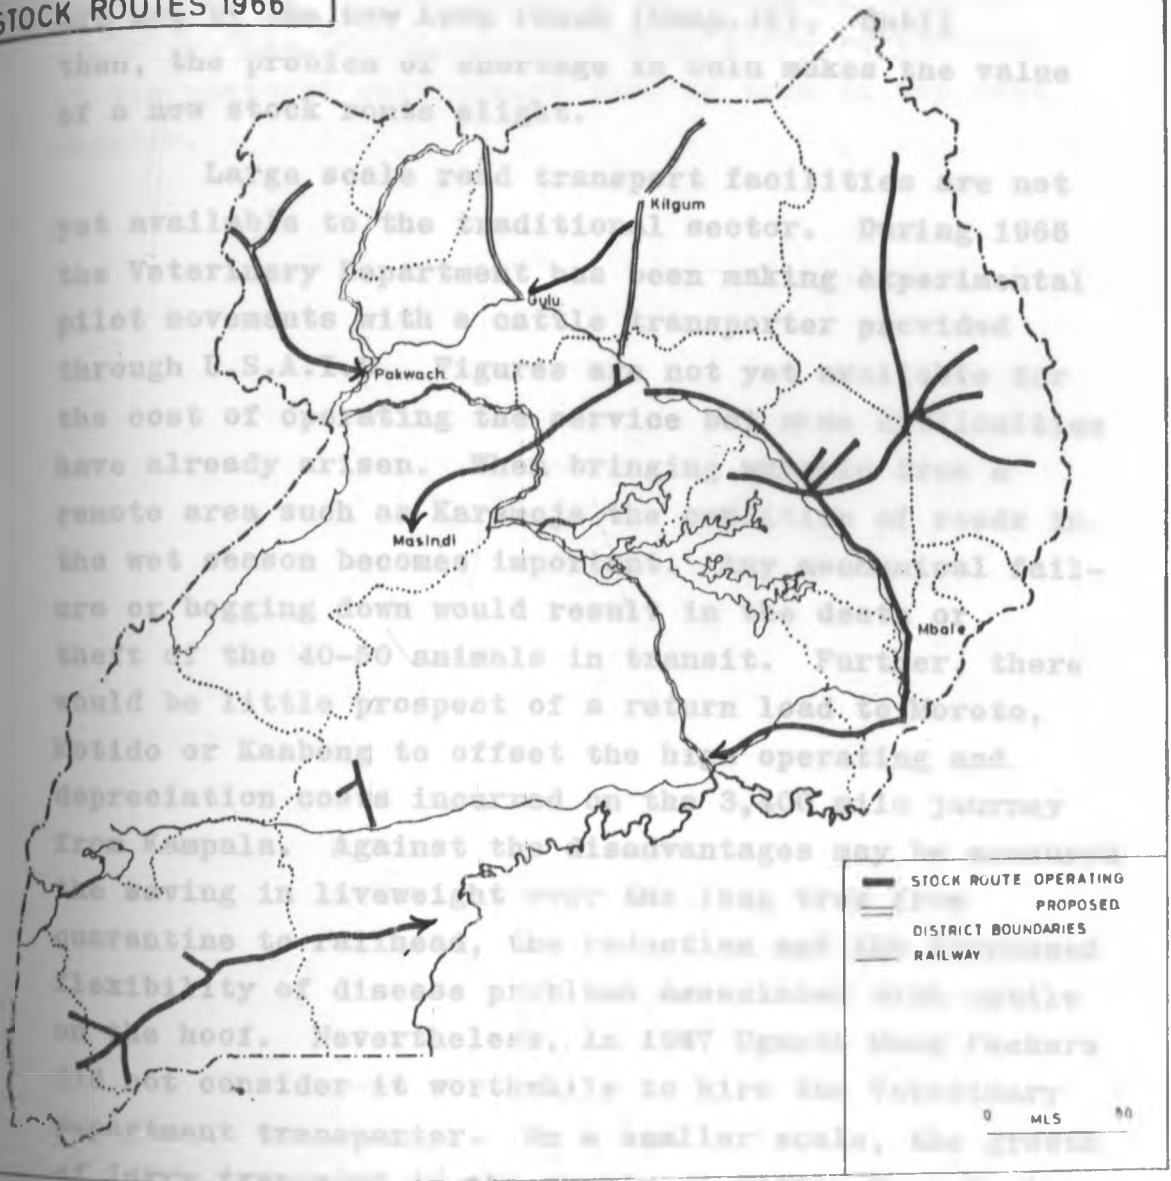 STOCK ROUTES 1966
then, the problem of shortage in makes the value
of a new stock route slight.
Large scale road transport facilities are not
yet available to the traditional sector. During 1966
the Veterinary Department has been making experimental
pilot movements with a cattle transporter provided
through U.S.A.I.D. Figures are not yet available for
the cost of operating the service but some difficulties
have already arisen. When bringing animals from a
remote area such as Karamoja the condition of roads in
the wet season becomes important. Any mechanical fail-
ure or bogging down would result in the death or
theft of the 40-50 animals in transit. Further, there
would be little prospect of a return load to Moroto,
Kotido or Kaabong to offset the high operating and
depreciation costs incurred on the mile journey
from Kampala. Against the disadvantages may be measured
the saving in liveweight over the long trek from
quarantine to railhead, the reduction and the increased
flexibility of disease problems associated with cattle
on the hoof. Nevertheless, in 1967 Uganda Meat Packers
did not consider it worthwhile to hire the Veterinary
Department transporter. On a smaller scale, the growth
Kitgum
Gulu.
Pakwach
Masindi
Mbale
STOCK ROUTE OPERATING
PROPOSED
DISTRICT BOUNDARIES
RAILWAY
0 MLS 50